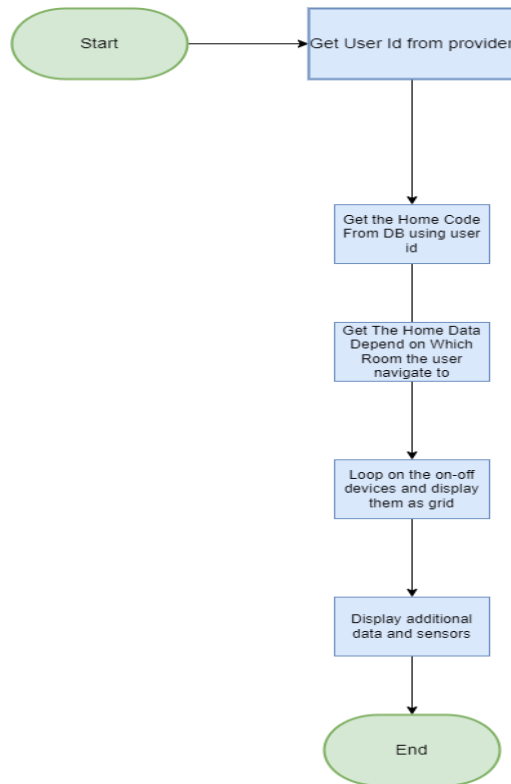 Start
Get User Id from provider
Get the Home Code
From DB using user
id
Get The Home Data
Depend on Which
Room the user
navigate to
Loop on the on-off
devices and display
them as grid
Display additional
data and sensors
End